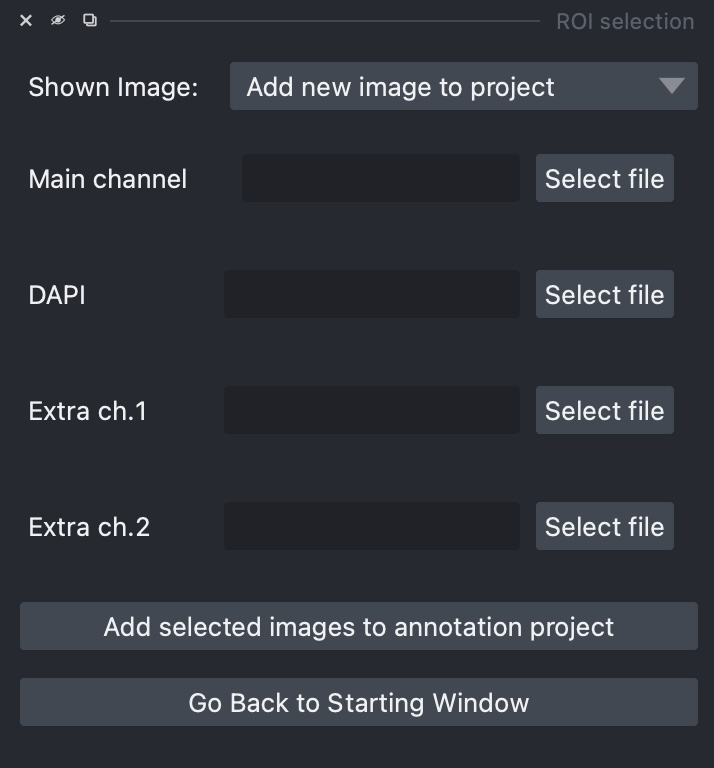 ROI selection
Shown Image: Add new image to project
Main channel Select file
DAPI Select file
Extra ch.1 Select file
Extra ch.2 Select file
Add selected images to annotation project
Go Back to Starting Window